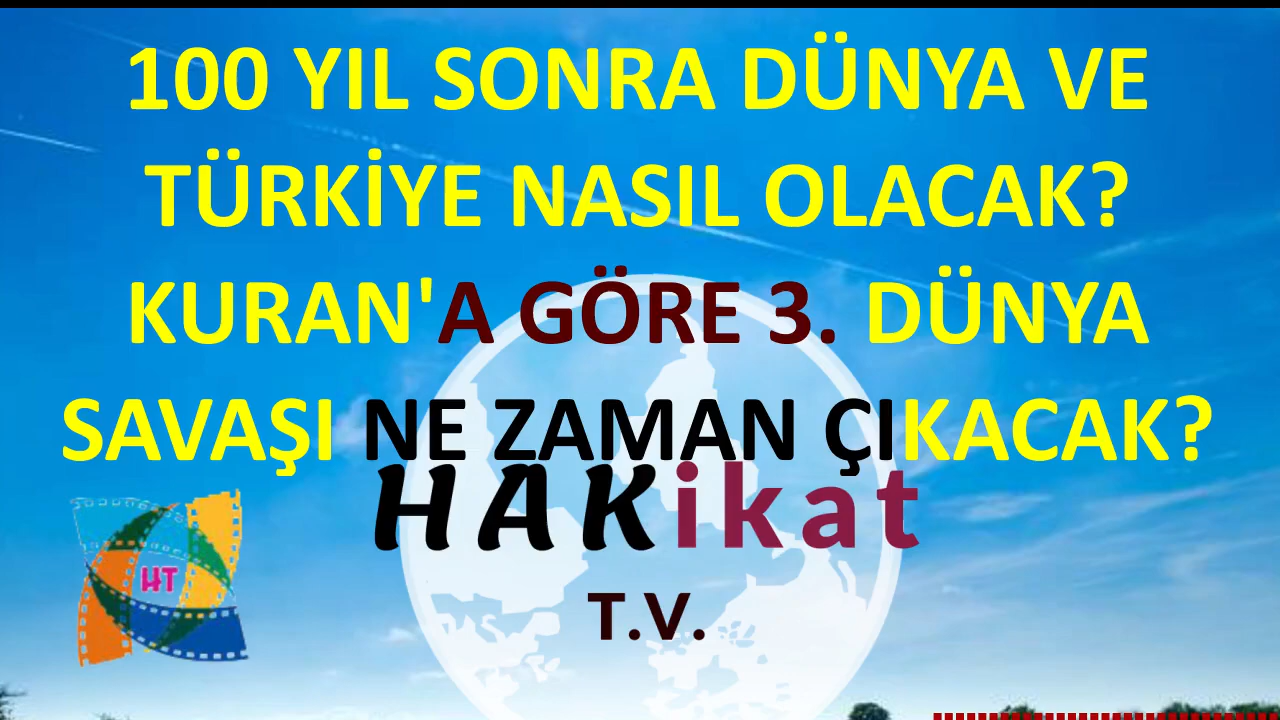 100 YIL SONRA DÜNYA VE
TÜRKİYE NASIL OLACAK?
KURAN'A GÖRE 3. DÜNYA
SAVAŞI NE ZAMAN ÇIKACAK?
HAKikat
HT
T.V.